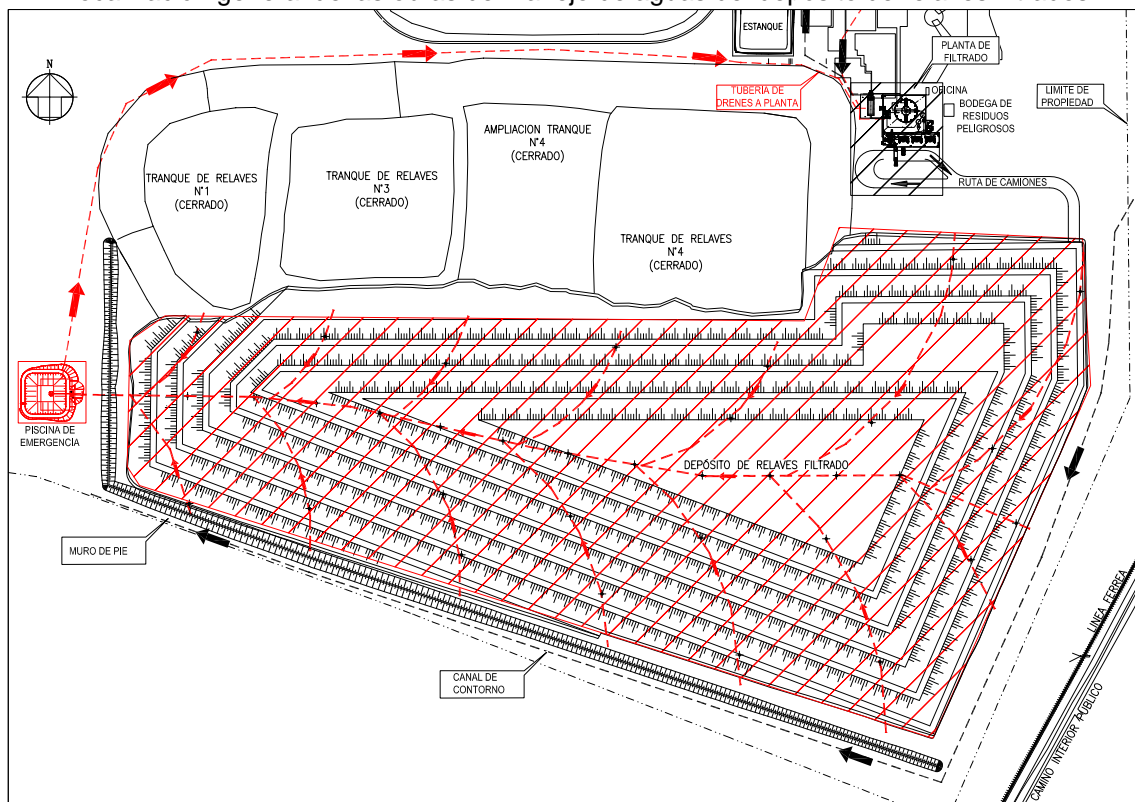 N
ESTANQUE
PLANTA DE
FILTRADO
TUBERIA DE
DRENES A PLANTA
OFICINA
BODEGA DE
RESIDUOS
PELIGROSOS
LIMITE DE
PROPIEDAD
AMPLIACION TRANQUE
N°4
(CERRADO)
TRANQUE DE RELAVES
N°1
(CERRADO)
TRANQUE DE RELAVES
N°3
(CERRADO)
RUTA DE CAMIONES
TRANQUE DE RELAVES
N°4
(CERRADO)
PISCINA DE
EMERGENCIA
DEPÓSITO DE RELAVES FILTRADO
MURO DE PIE
CANAL DE
CONTORNO
LINEA FERREA
CAMINO INTERIOR PUBLICO